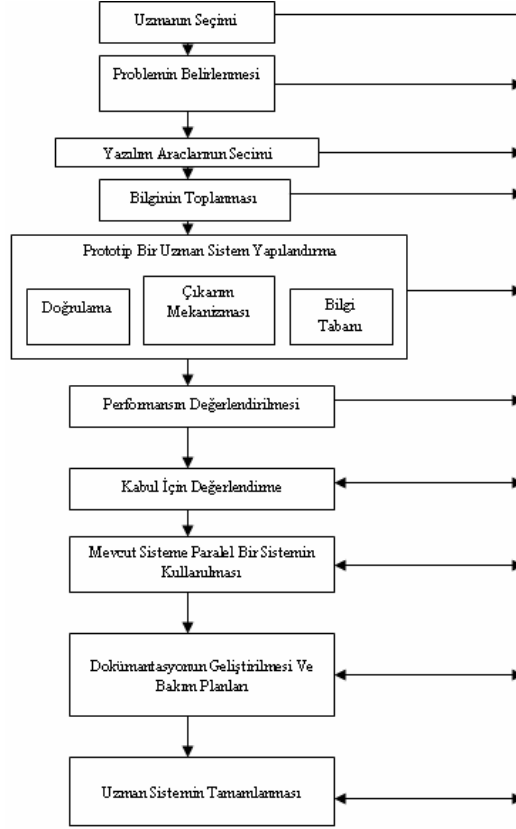 Uzmanın Seçimi
Problemin Belirlenmesi
Yazılım Araclarının Secimi
Bilginin Toplanması
Prototip Bir Uzman Sistem Yapılandırma
Doğrulama
Çıkarım
Mekanizması
Bilgi
Tabanı
Performansın Değerlendirilmesi
Kabul İçin Değerlendirme
Mevcut Sisteme Paralel Bir Sistemin
Kullanılması
Dokümantasyonun Geliştirilmesi Ve
Bakım Planları
Uzman Sistemin Tamamlanması